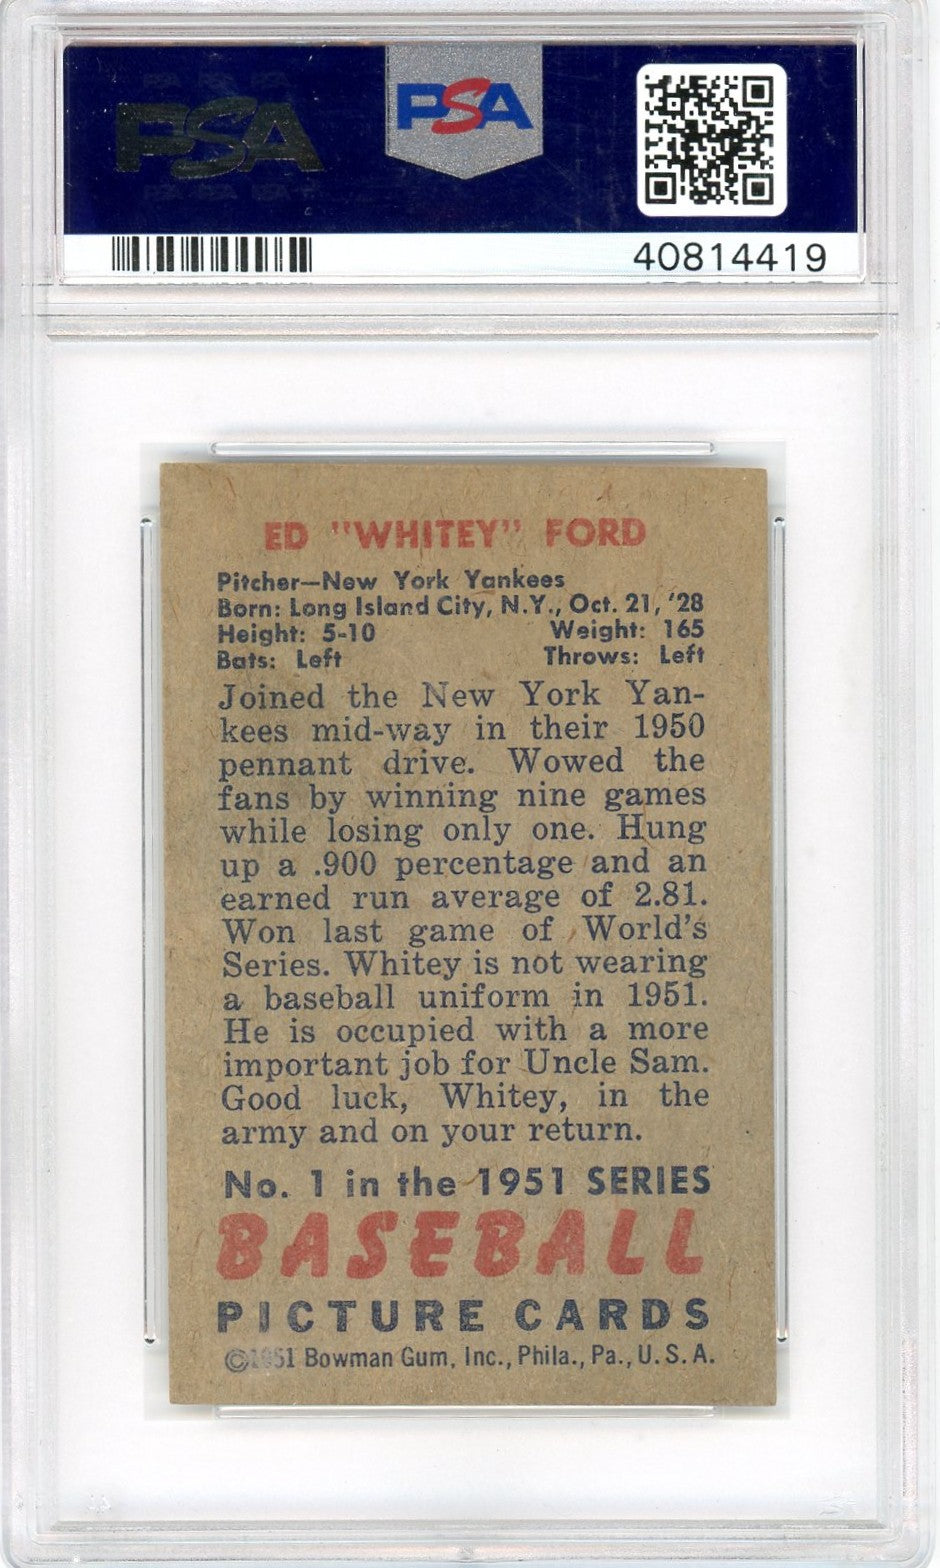 PSA
PSA
40814419
ED "WHITEY" FORD
Pitcher—New York Yankees
Born: Long Island City, N.Y., Oct. 21, '28
Height: 5-10 Weight: 165
Bats: Left Throws: Left
Joined the New York Yan-
kees mid-way in their 1950
pennant drive. Wowed the
fans by winning nine games
while losing only one. Hung
up a .900 percentage and an
earned run average of 2.81.
Won last game of World's
Series. Whitey is not wearing
a baseball uniform in 1951.
He is occupied with a more
important job for Uncle Sam.
Good luck, Whitey, in the
army and on your return.
No. 1 in the 1951 SERIES
BASEBALL
PICTURE CARDS
©1951 Bowman Gum, Inc., Phila., Pa., U.S.A.